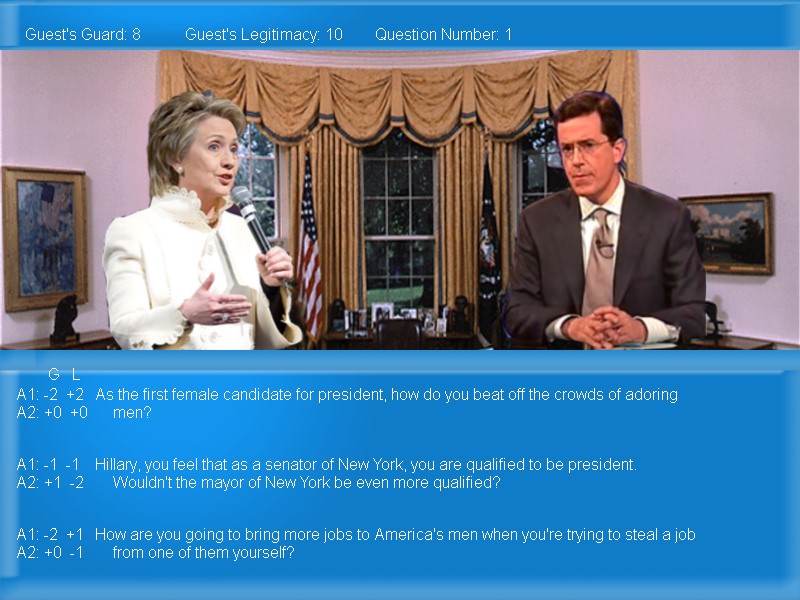 Guest's Guard: 8 Guest's Legitimacy: 10 Question Number: 1
G L
A1: -2 +2 As the first female candidate for president, how do you beat off the crowds of adoring
A2: +0 +0 men?
A1: -1 -1 Hillary, you feel that as a senator of New York, you are qualified to be president.
A2: +1 -2 Wouldn't the mayor of New York be even more qualified?
A1: -2 +1 How are you going to bring more jobs to America's men when you're trying to steal a job
A2: +0 -1 from one of them yourself?